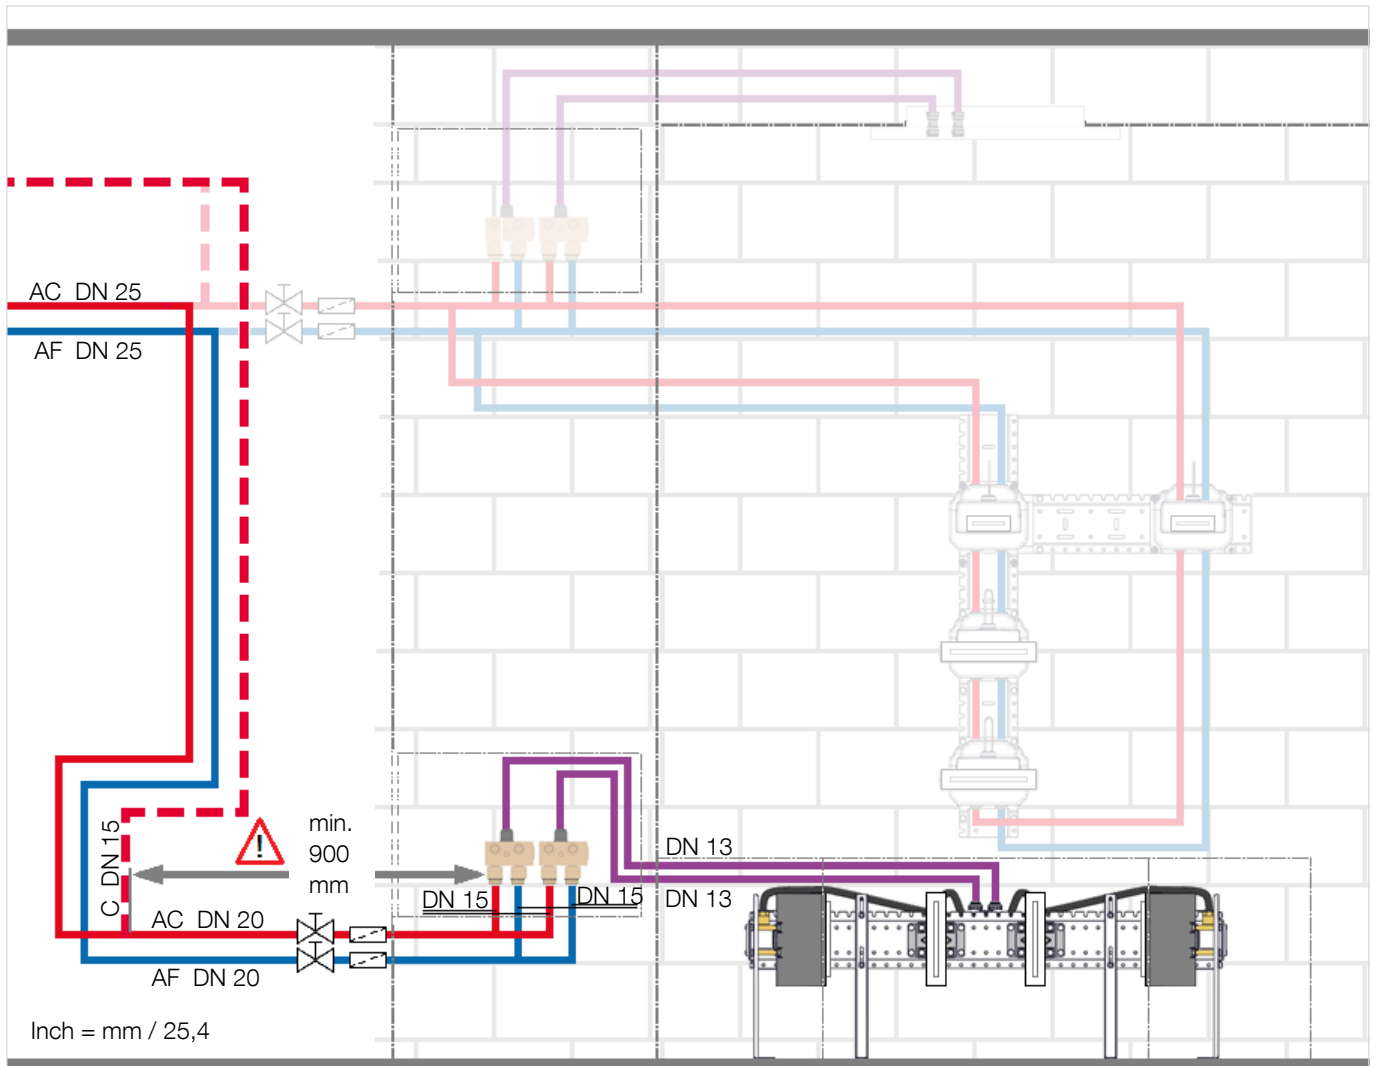 AC DN 25
AF DN 25
C DN 15
!
min.
900
mm
DN 15
DN 15
DN 13
DN 13
AC DN 20
AF DN 20
Inch = mm / 25,4